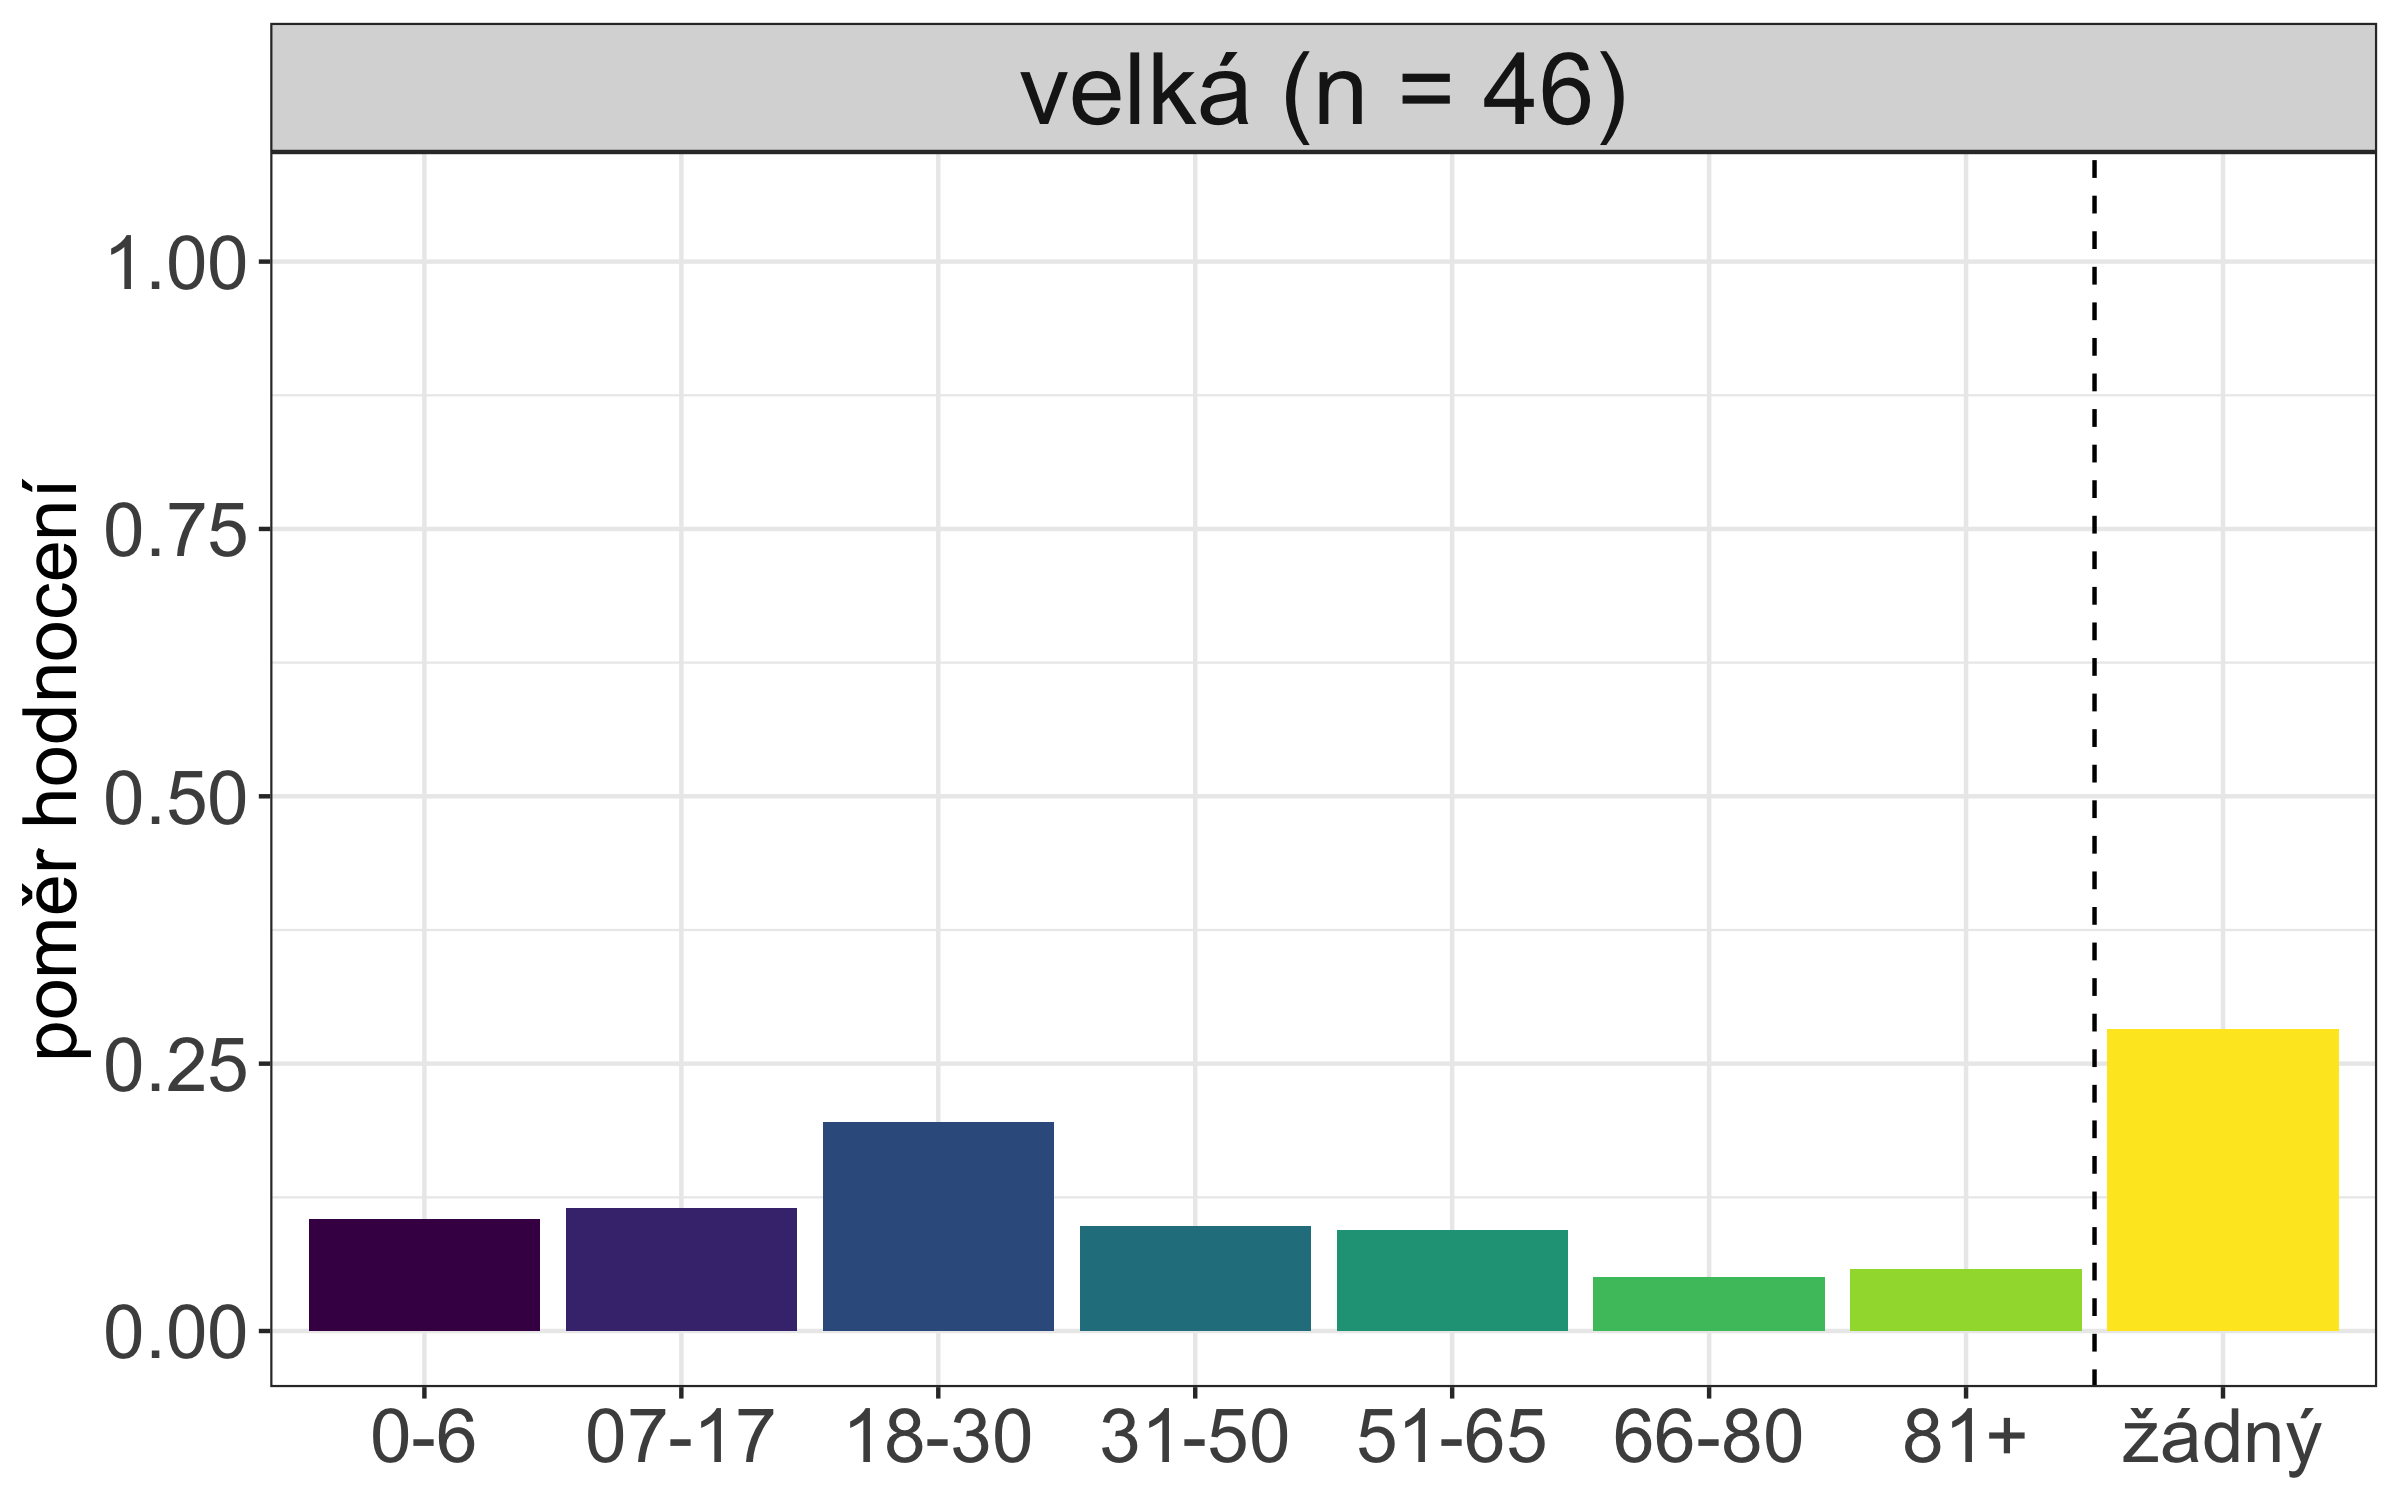 velká (n = 46)
poměr hodnocení
1.00
0.75
0.50
0.25
0.00
0-6 07-17 18-30 31-50 51-65 66-80 81+ žádný